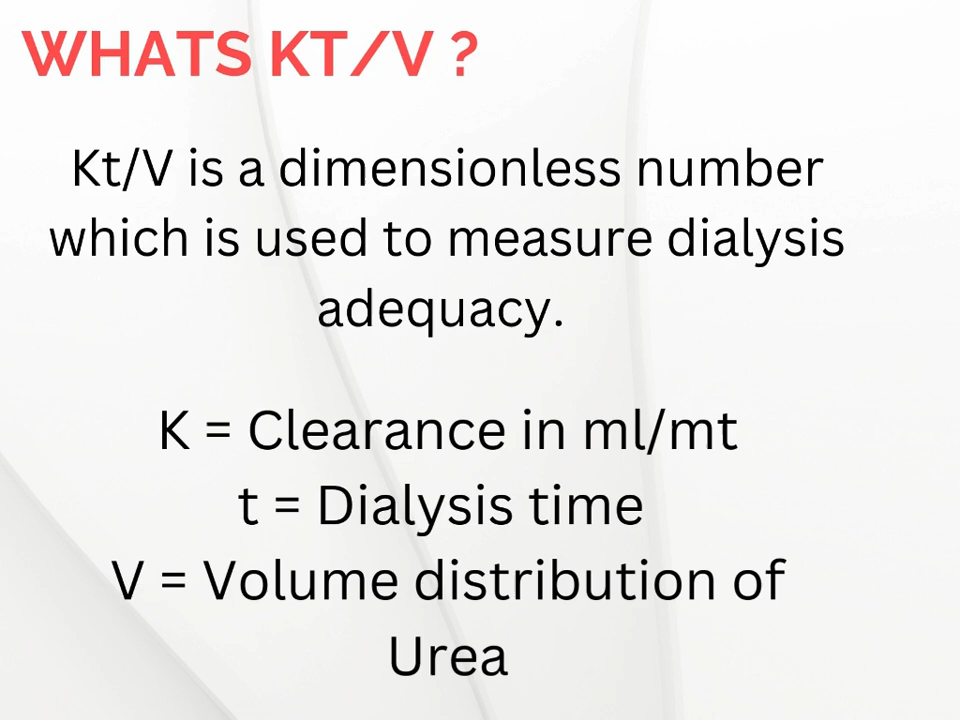 WHATS KT/V ?
Kt/V is a dimensionless number
which is used to measure dialysis
adequacy.
K = Clearance in ml/mt
t = Dialysis time
V = Volume distribution of
Urea